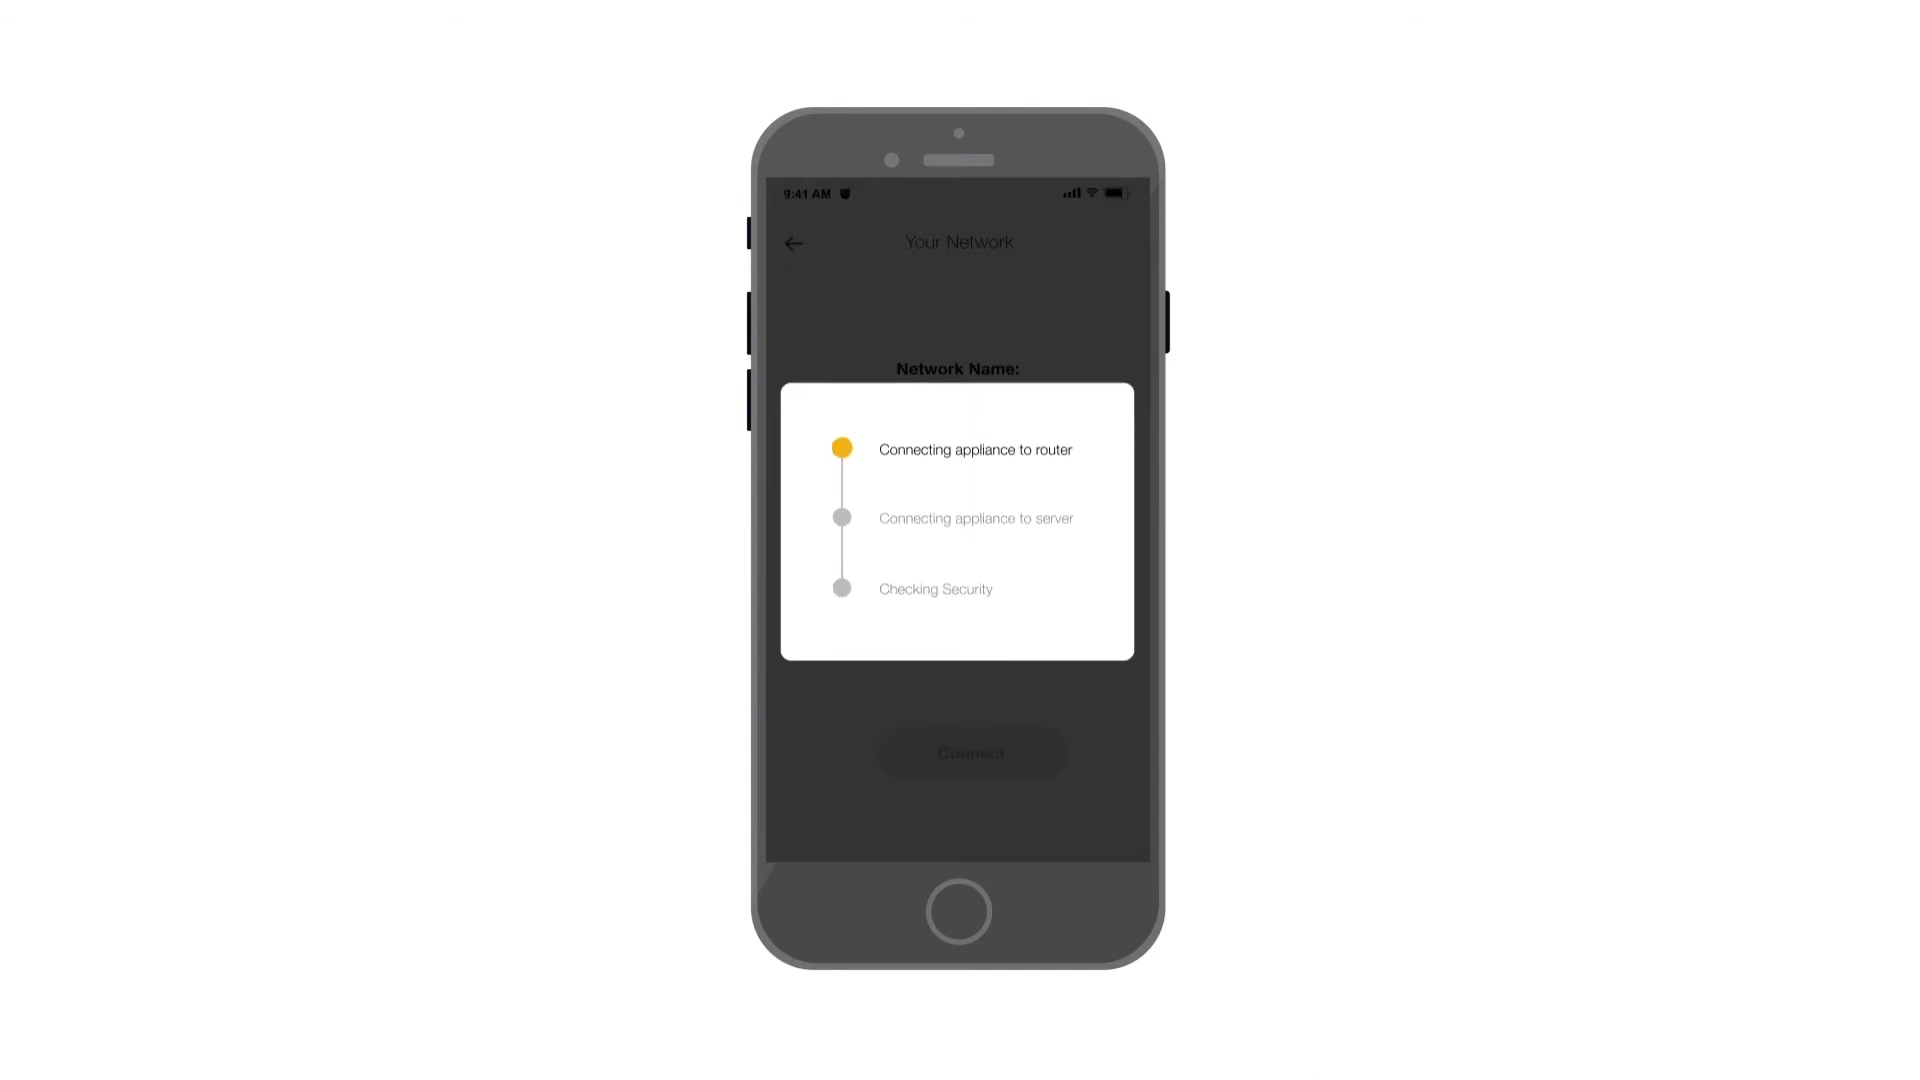 9:41 AM
Your Network
Network Name:
Connecting appliance to router
Connecting appliance to server
Checking Security
Connect